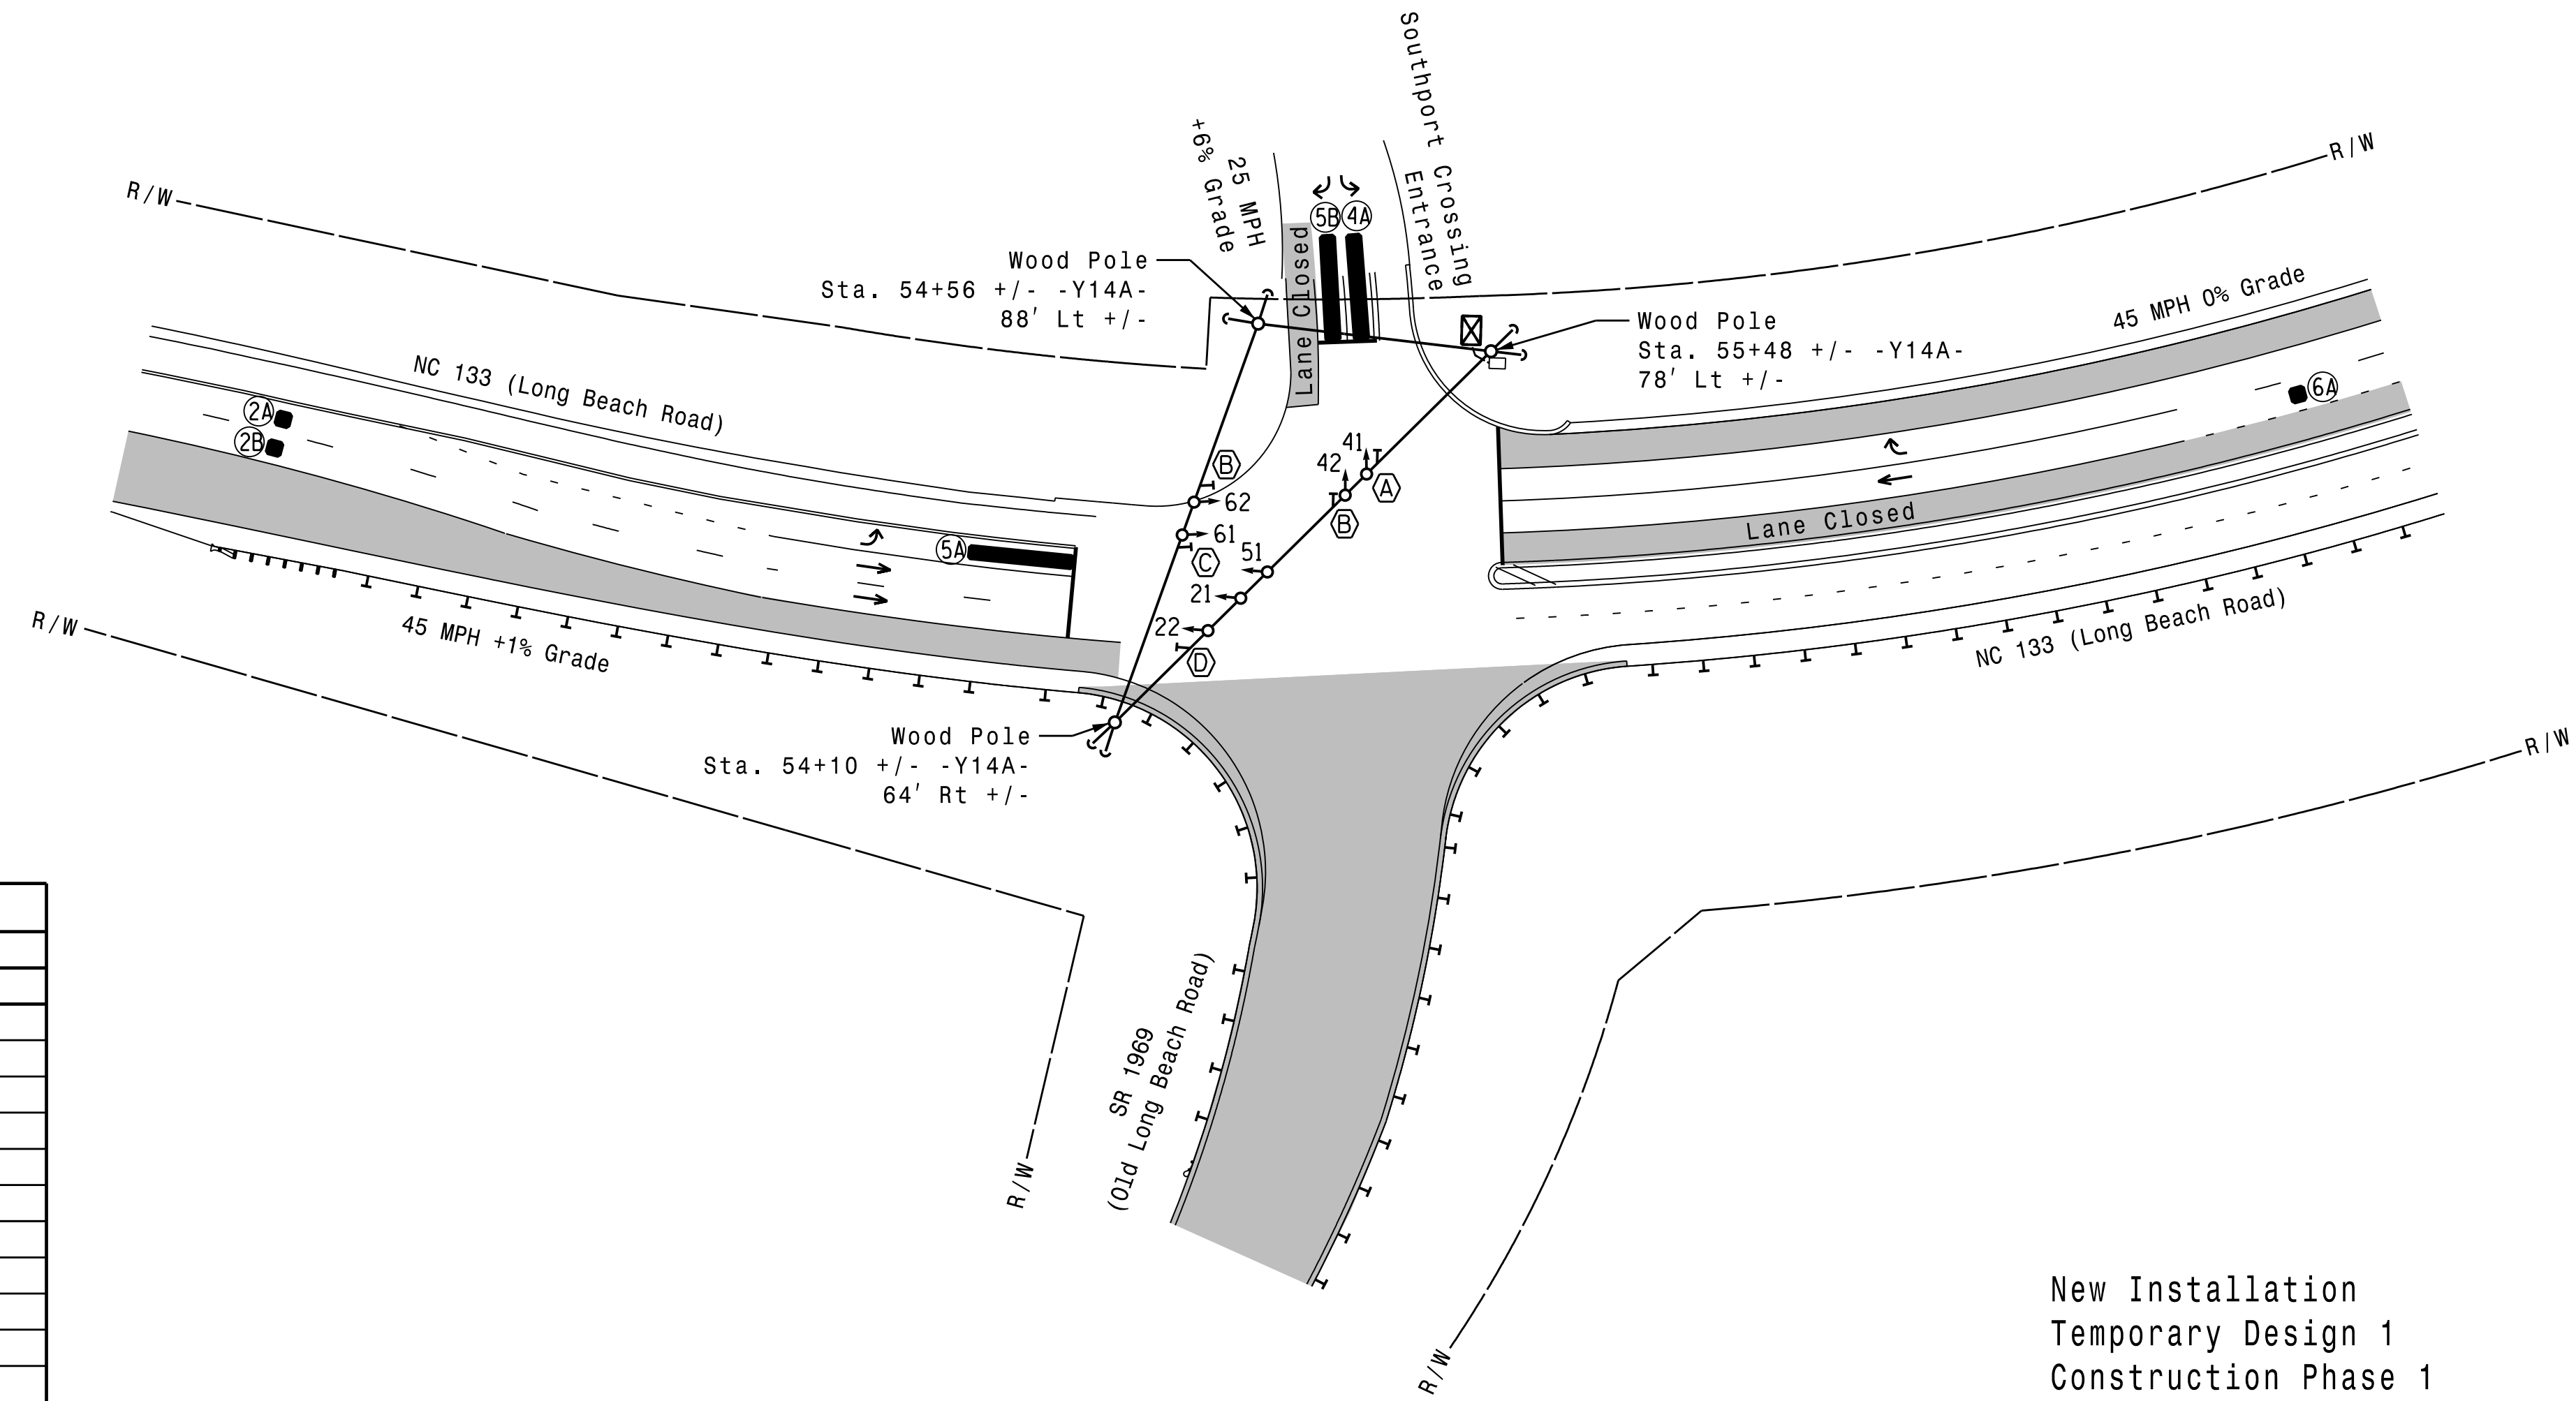 Southport Crossing
Entrance
25 MPH
+6% Grade
R/W
R/W
5B
4A
Lane Closed
Wood Pole
Sta. 54+56 +/- -Y14A-
88' Lt +/-
Wood Pole
Sta. 55+48 +/- -Y14A-
78' Lt +/-
45 MPH 0% Grade
NC 133 (Long Beach Road)
2A
2B
6A
41
42
A
B
B
62
61
C
51
21
22
D
5A
Lane Closed
45 MPH +1% Grade
R/W
NC 133 (Long Beach Road)
Wood Pole
Sta. 54+10 +/- -Y14A-
64' Rt +/-
R/W
SR 1969
(Old Long Beach Road)
R/W
R/W
New Installation
Temporary Design 1
Construction Phase 1